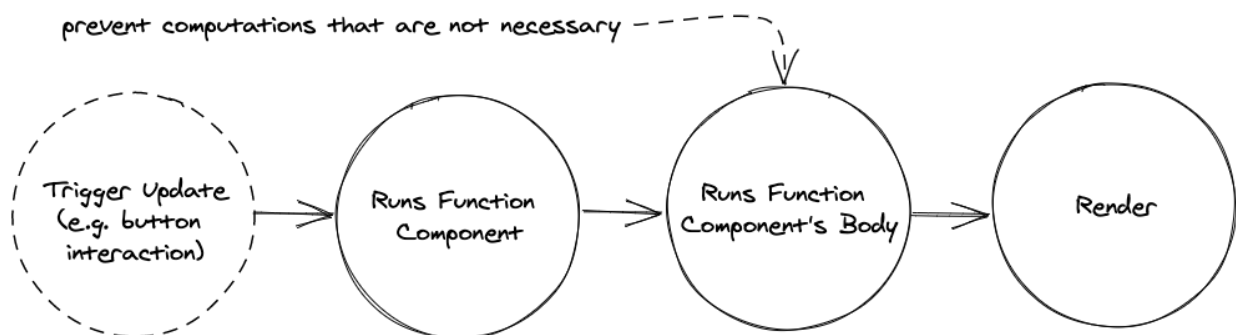 prevent computations that are not necessary
Trigger Update
(e.g. button
interaction)
Runs Function
Component
Runs Function
Component's Body
Render